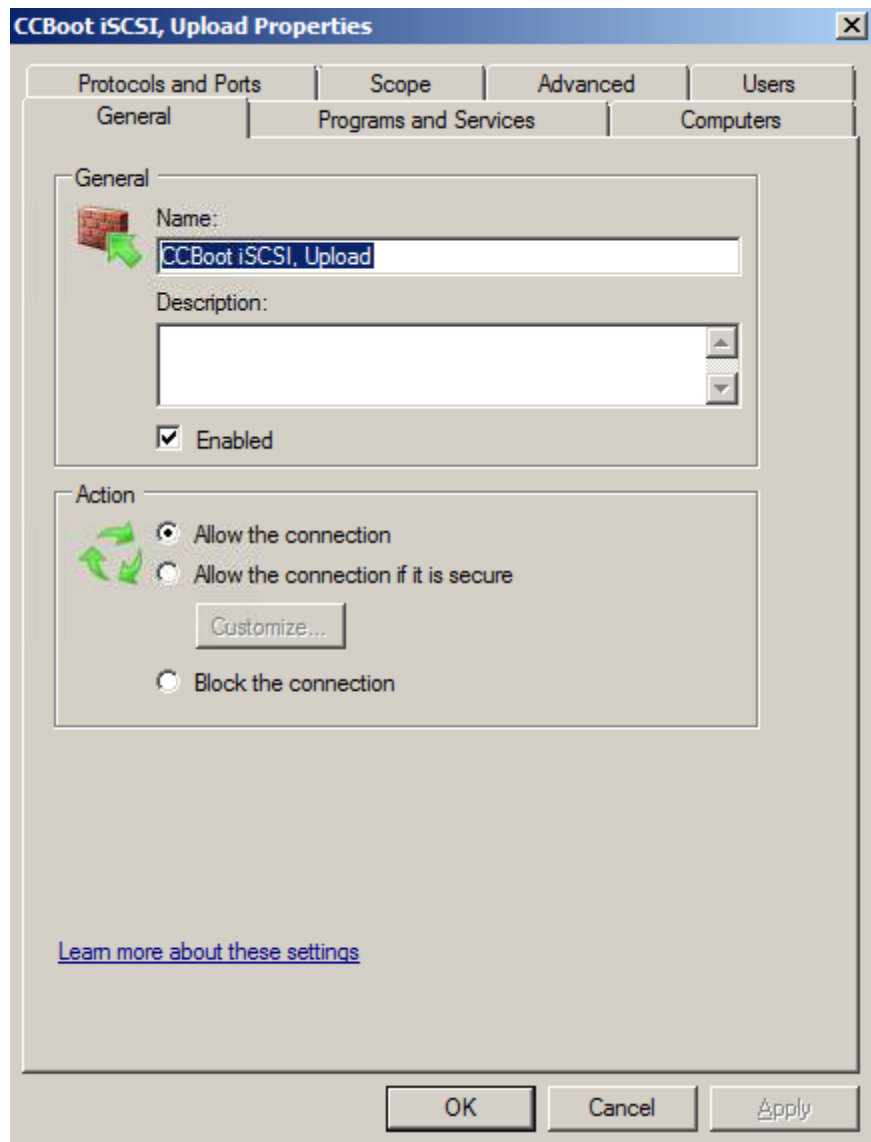 CCBoot iSCSI, Upload Properties
Protocols and Ports Scope Advanced Users
General Programs and Services Computers
General
Name:
CCBoot iSCSI, Upload
Description:
Enabled
Action
Allow the connection
Allow the connection if it is secure
Customize...
Block the connection
Learn more about these settings
OK Cancel Apply